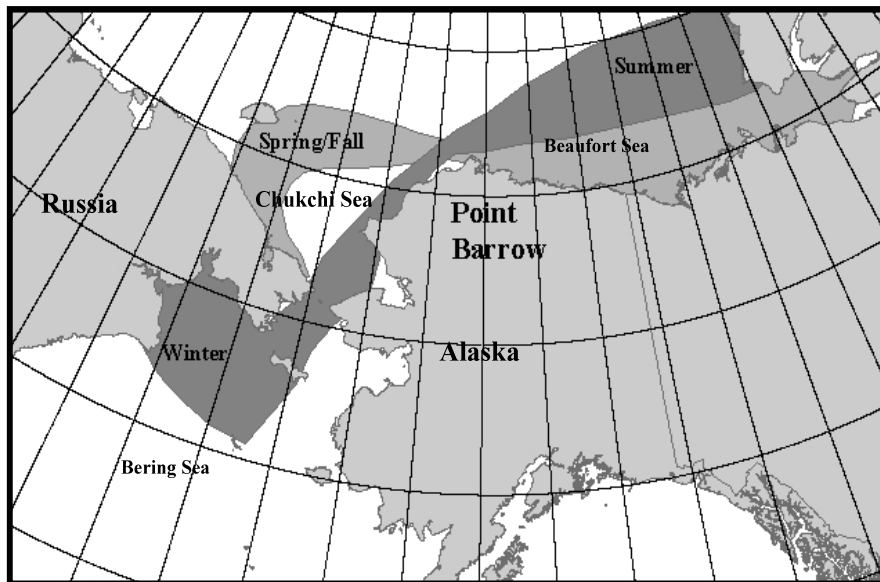 Summer
Spring/Fall
Beaufort Sea
Chukchi Sea
Russia
Point
Barrow
Winter
Alaska
Bering Sea